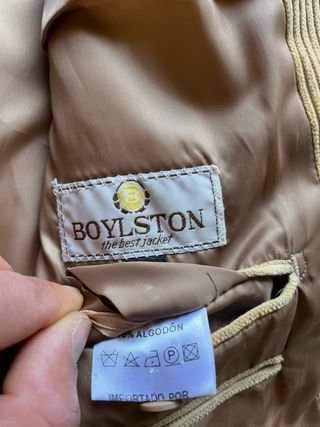 B
BOYLSTON
the best jacket
% ALGODÓN
IMPORTADO POR